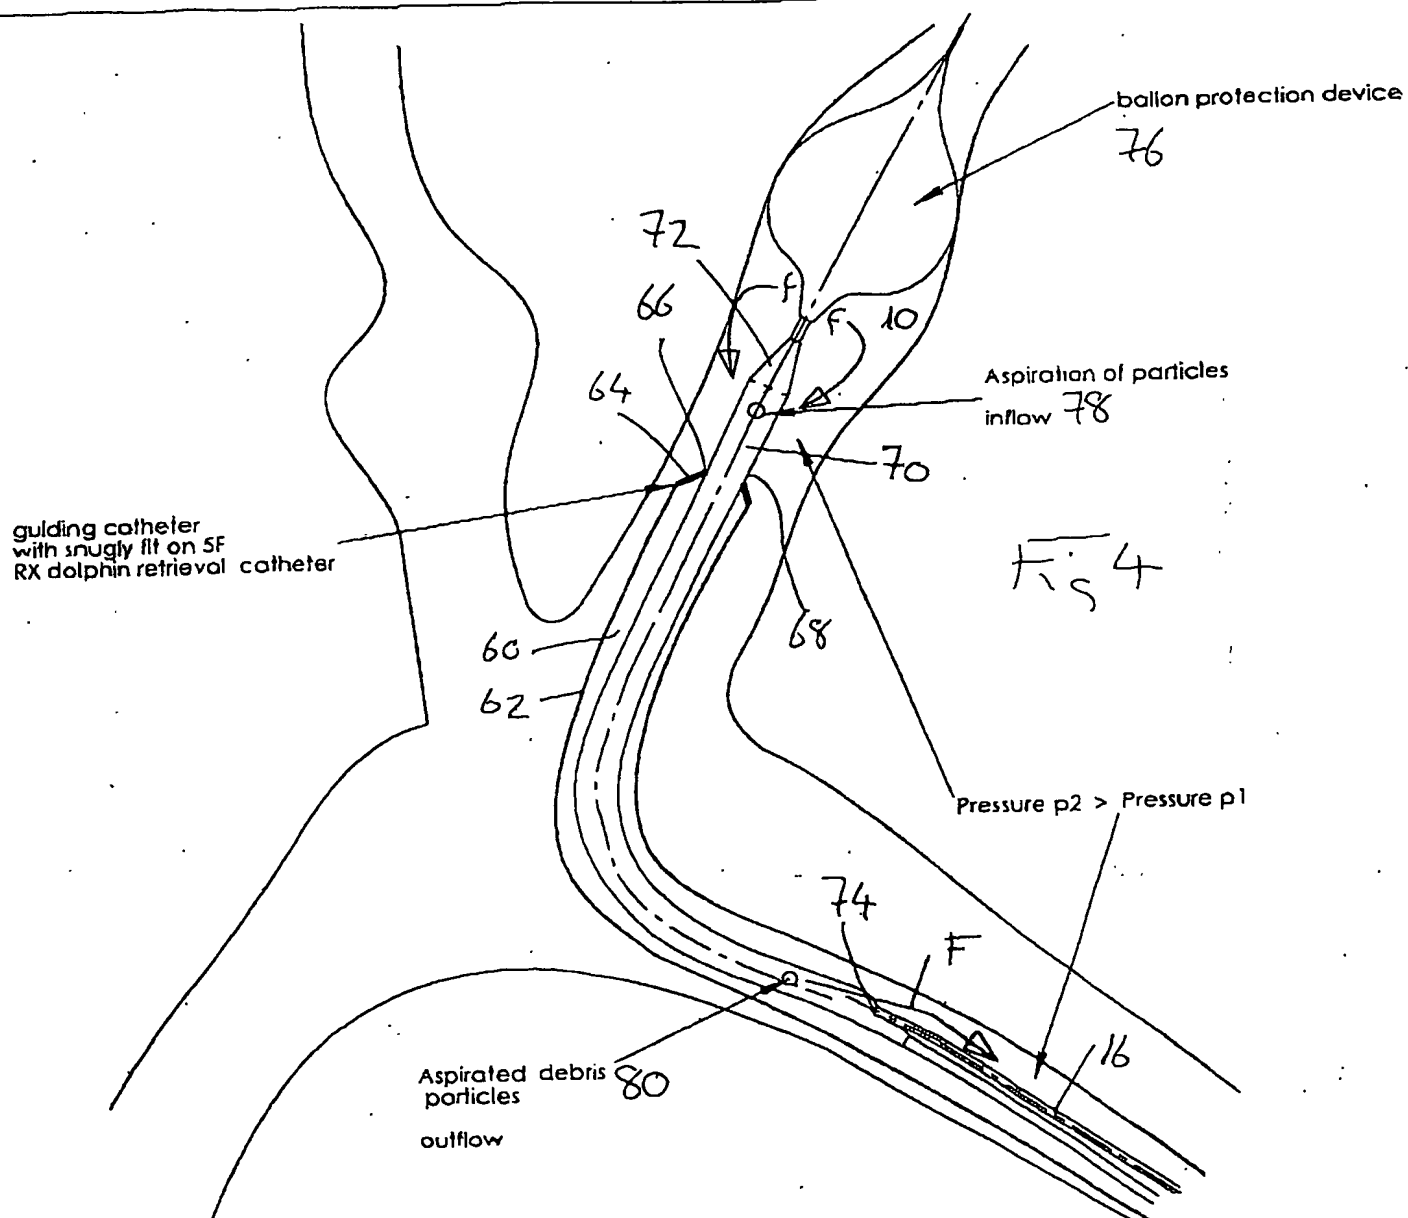 ballon protection device
76
72
f
66
f
10
64
Aspiration of particles
inflow 78
70
guiding catheter
with snugly fit on 5F
RX dolphin retrieval catheter
Fig 4
60
68
62
Pressure p2 > Pressure p1
74
F
16
Aspirated debris 80
particles
outflow